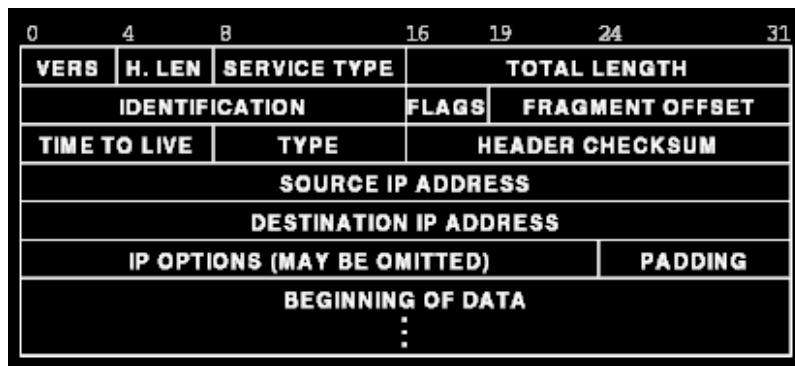 0 4 8 16 19 24 31
VERS H. LEN SERVICE TYPE TOTAL LENGTH
IDENTIFICATION FLAGS FRAGMENT OFFSET
TIME TO LIVE TYPE HEADER CHECKSUM
SOURCE IP ADDRESS
DESTINATION IP ADDRESS
IP OPTIONS (MAY BE OMITTED) PADDING
BEGINNING OF DATA
⋮